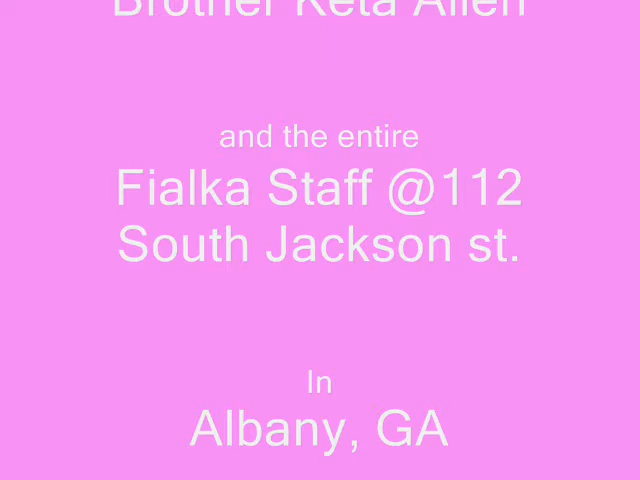 Brother Keta Allen
and the entire
Fialka Staff @112
South Jackson st.
In
Albany, GA